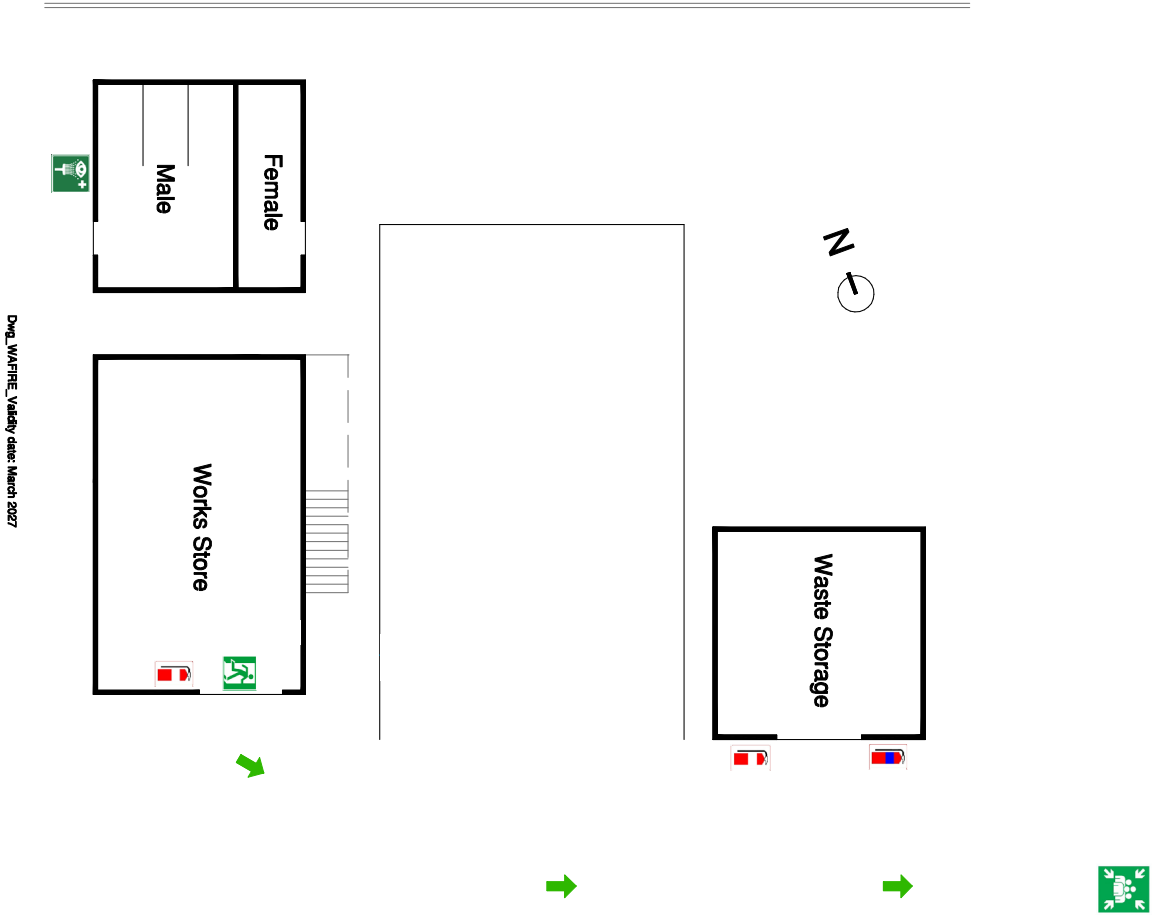 Female
Male
N
Works Store
Waste Storage
Dwg_WAFIRE_Validity date: March 2027